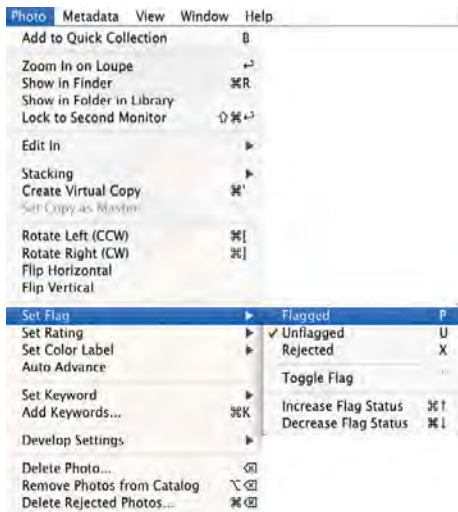 Photo Metadata View Window Help
Add to Quick Collection B
Zoom In on Loupe ↩
Show in Finder ⌘R
Show in Folder in Library
Lock to Second Monitor ⇧⌘↩
Edit In ▶
Stacking ▶
Create Virtual Copy ⌘'
Set Copy as Master
Rotate Left (CCW) ⌘[
Rotate Right (CW) ⌘]
Flip Horizontal
Flip Vertical
Set Flag ▶ Flagged P
Set Rating ▶ ✓ Unflagged U
Set Color Label ▶ Rejected X
Auto Advance
Toggle Flag `
Set Keyword ▶
Add Keywords... ⌘K
Increase Flag Status ⌘↑
Decrease Flag Status ⌘↓
Develop Settings ▶
Delete Photo... ⌫
Remove Photos from Catalog ⌥⌫
Delete Rejected Photos... ⌘⌫